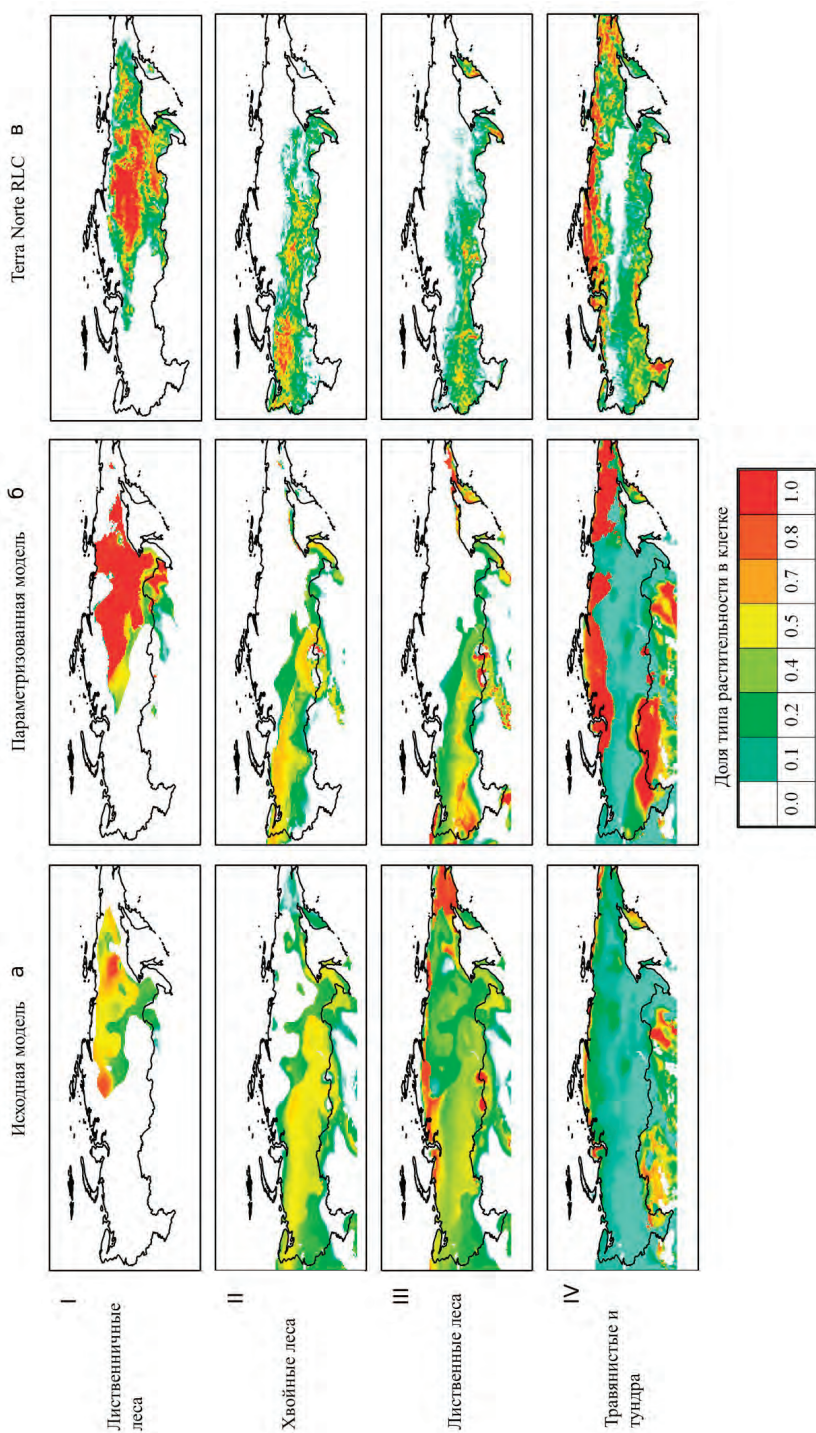 Исходная модель а
Параметризованная модель б
Terra Norte RLC в
I
Лиственничные
леса
II
Хвойные леса
III
Лиственные леса
IV
Травянистые и
тундра
0.0 0.1 0.2 0.4 0.5 0.7 0.8 1.0
Доля типа растительности в клетке